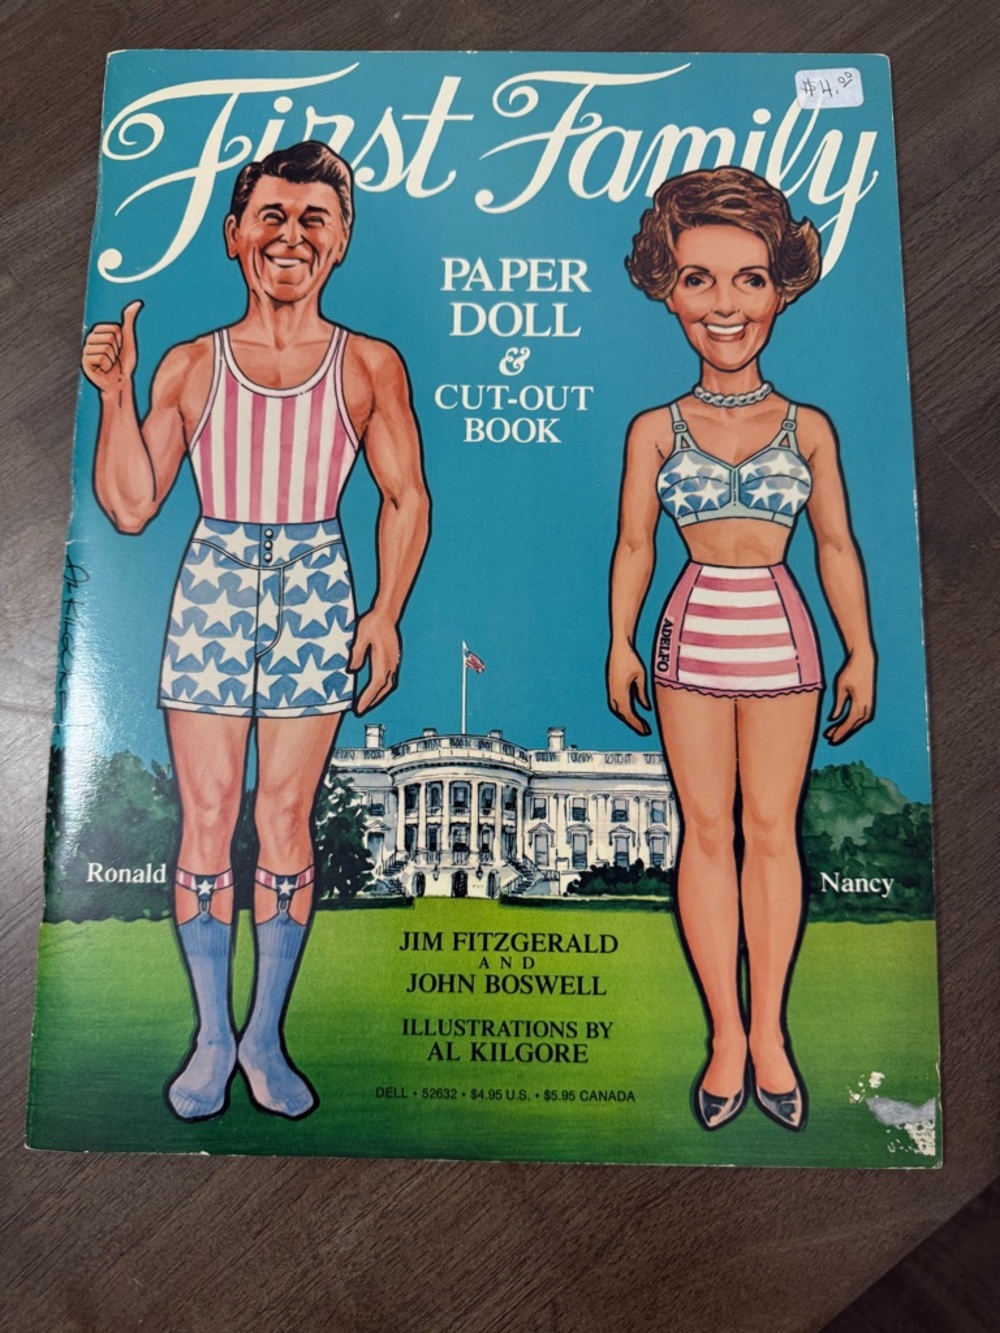 First Family
$4.00
PAPER
DOLL
&
CUT-OUT
BOOK
ADELFO
Ronald
Nancy
JIM FITZGERALD
AND
JOHN BOSWELL
ILLUSTRATIONS BY
AL KILGORE
DELL • 52632 • $4.95 U.S. • $5.95 CANADA